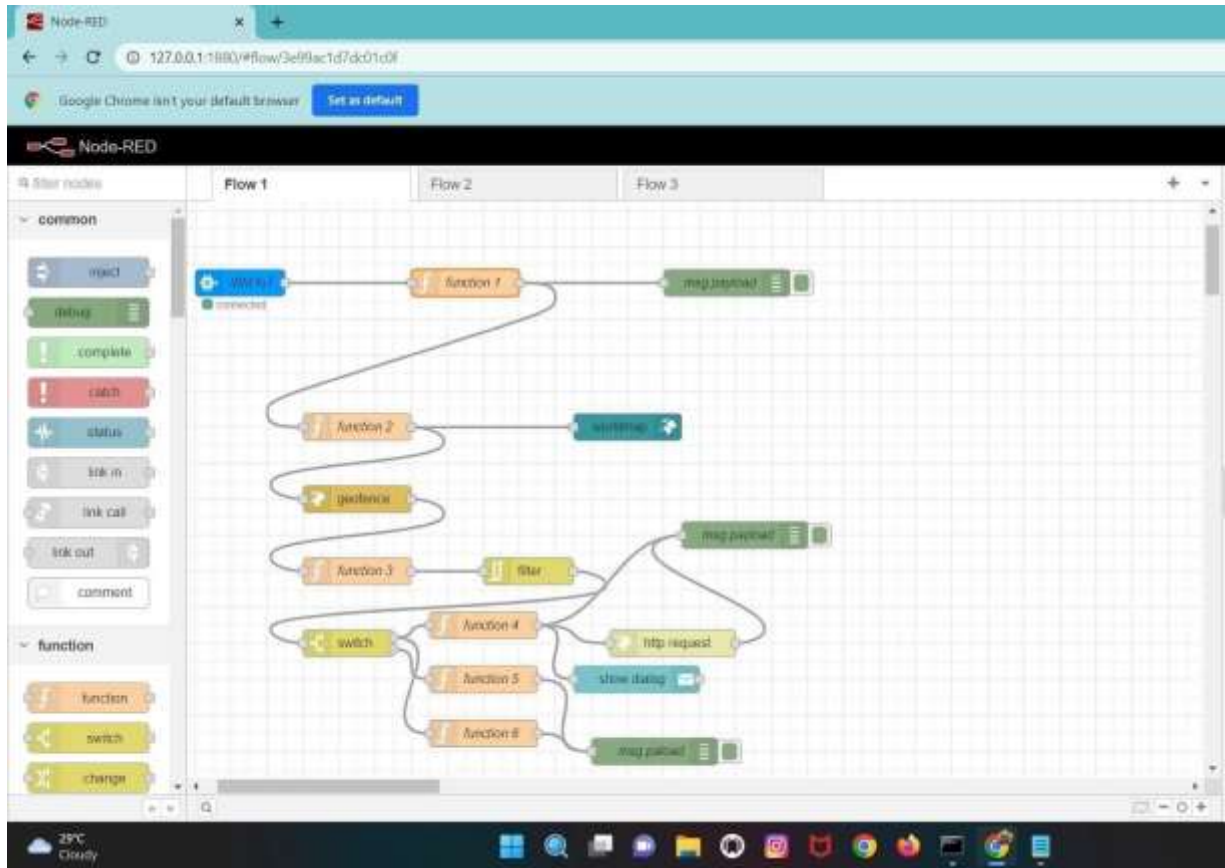 Node-RED
127.0.0.1:1880/#flow/3e99ac1d7dc01c0f
Google Chrome isn't your default browser Set as default
Node-RED
filter nodes
Flow 1 Flow 2 Flow 3
common
inject
debug
complete
catch
status
link in
link call
link out
comment
function
function
switch
change
connected
function 1
msg.payload
function 2
worldmap
geofence
msg.payload
function 3
filter
function 4
switch
http request
function 5
show dialog
function 6
29°C
Cloudy